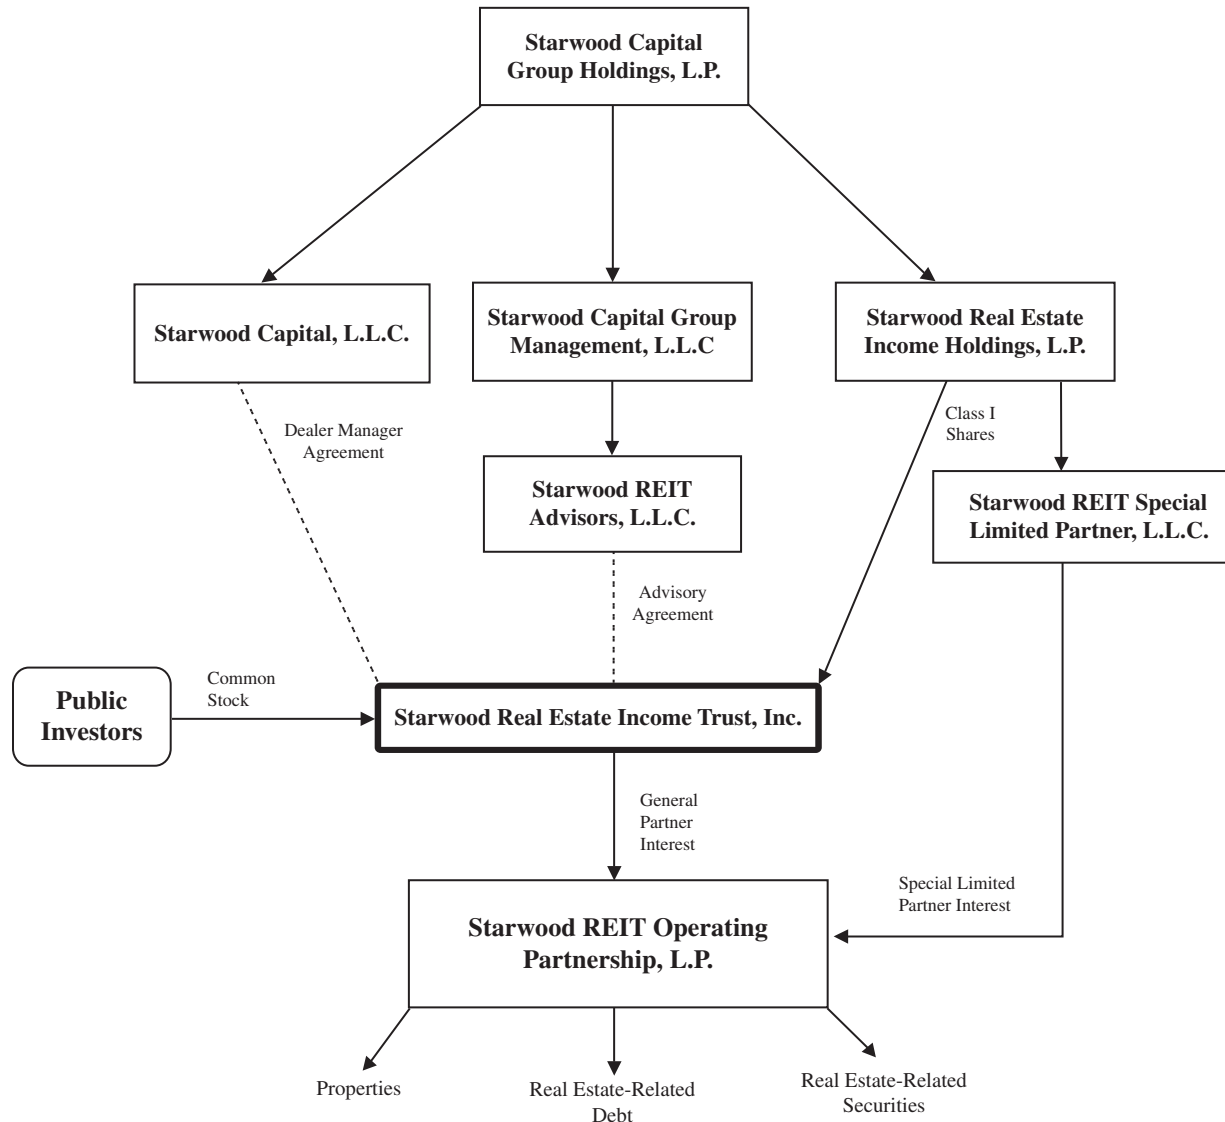 Starwood Capital
Group Holdings, L.P.
Starwood Capital, L.L.C.
Starwood Capital Group
Management, L.L.C
Starwood Real Estate
Income Holdings, L.P.
Dealer Manager
Agreement
Class I
Shares
Starwood REIT
Advisors, L.L.C.
Starwood REIT Special
Limited Partner, L.L.C.
Advisory
Agreement
Public
Investors
Common
Stock
Starwood Real Estate Income Trust, Inc.
General
Partner
Interest
Special Limited
Partner Interest
Starwood REIT Operating
Partnership, L.P.
Properties
Real Estate-Related
Debt
Real Estate-Related
Securities